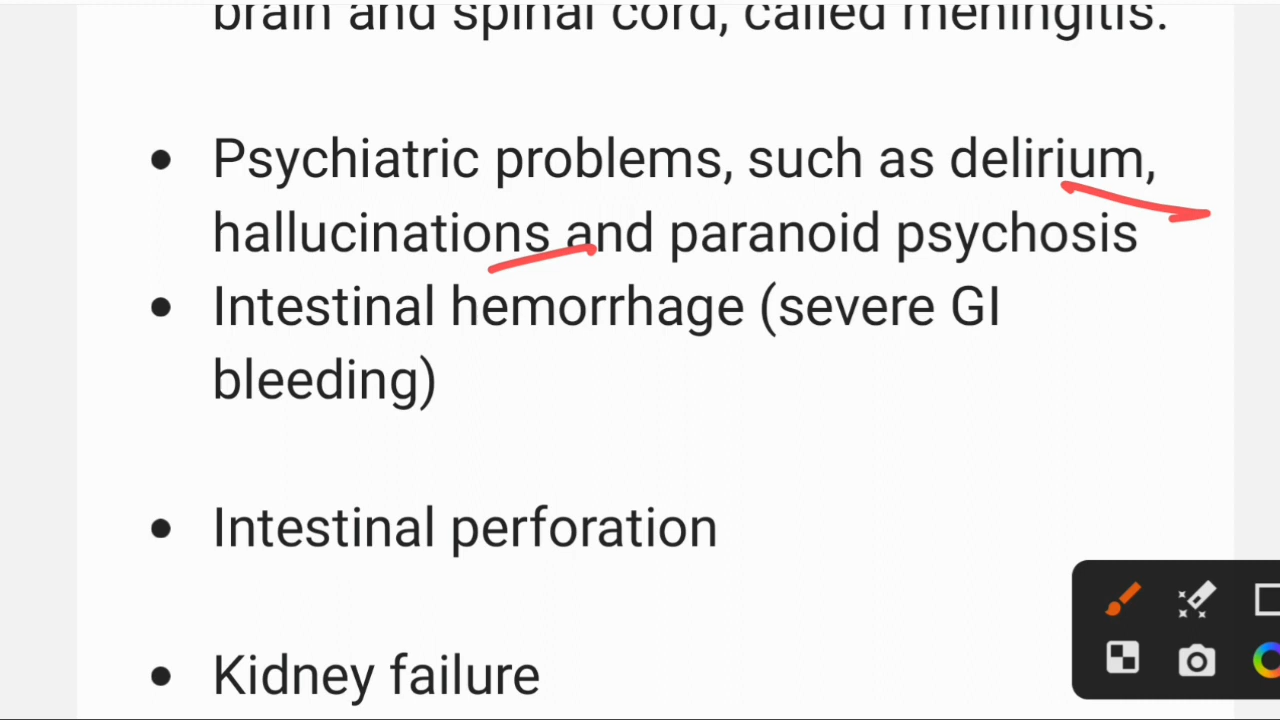 brain and spinal cord, called meningitis.
• Psychiatric problems, such as delirium,
hallucinations and paranoid psychosis
• Intestinal hemorrhage (severe GI
bleeding)
• Intestinal perforation
• Kidney failure